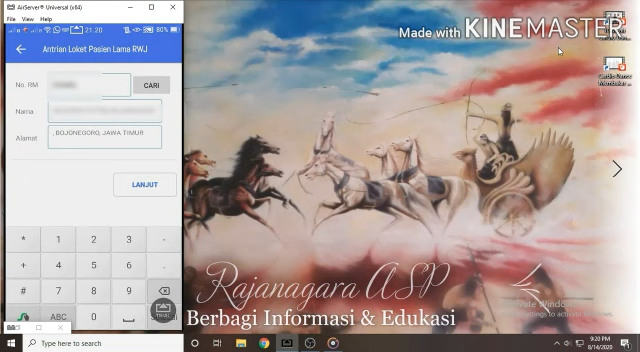 AirServer® Universal (x64)
File View Help
21.20
80%
Antrian Loket Pasien Lama RWJ
No. RM
CARI
Nama
Alamat
, BOJONEGORO, JAWA TIMUR
LANJUT
* 1 2 3 -
+ 4 5 6 .
# 7 8 9
ABC 0
TRIAL
Made with KINEMASTER
Rajanagara ASP
Berbagi Informasi & Edukasi
Type here to search
9:20 PM
8/14/2020